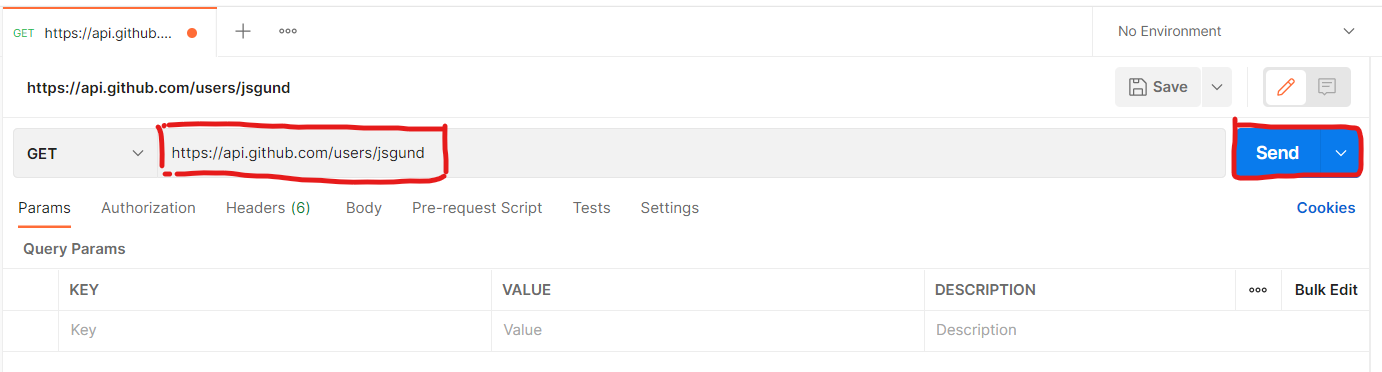 GET https://api.github.... No Environment
https://api.github.com/users/jsgund Save
GET https://api.github.com/users/jsgund Send
Params Authorization Headers (6) Body Pre-request Script Tests Settings Cookies
Query Params
KEY VALUE DESCRIPTION Bulk Edit
Key Value Description